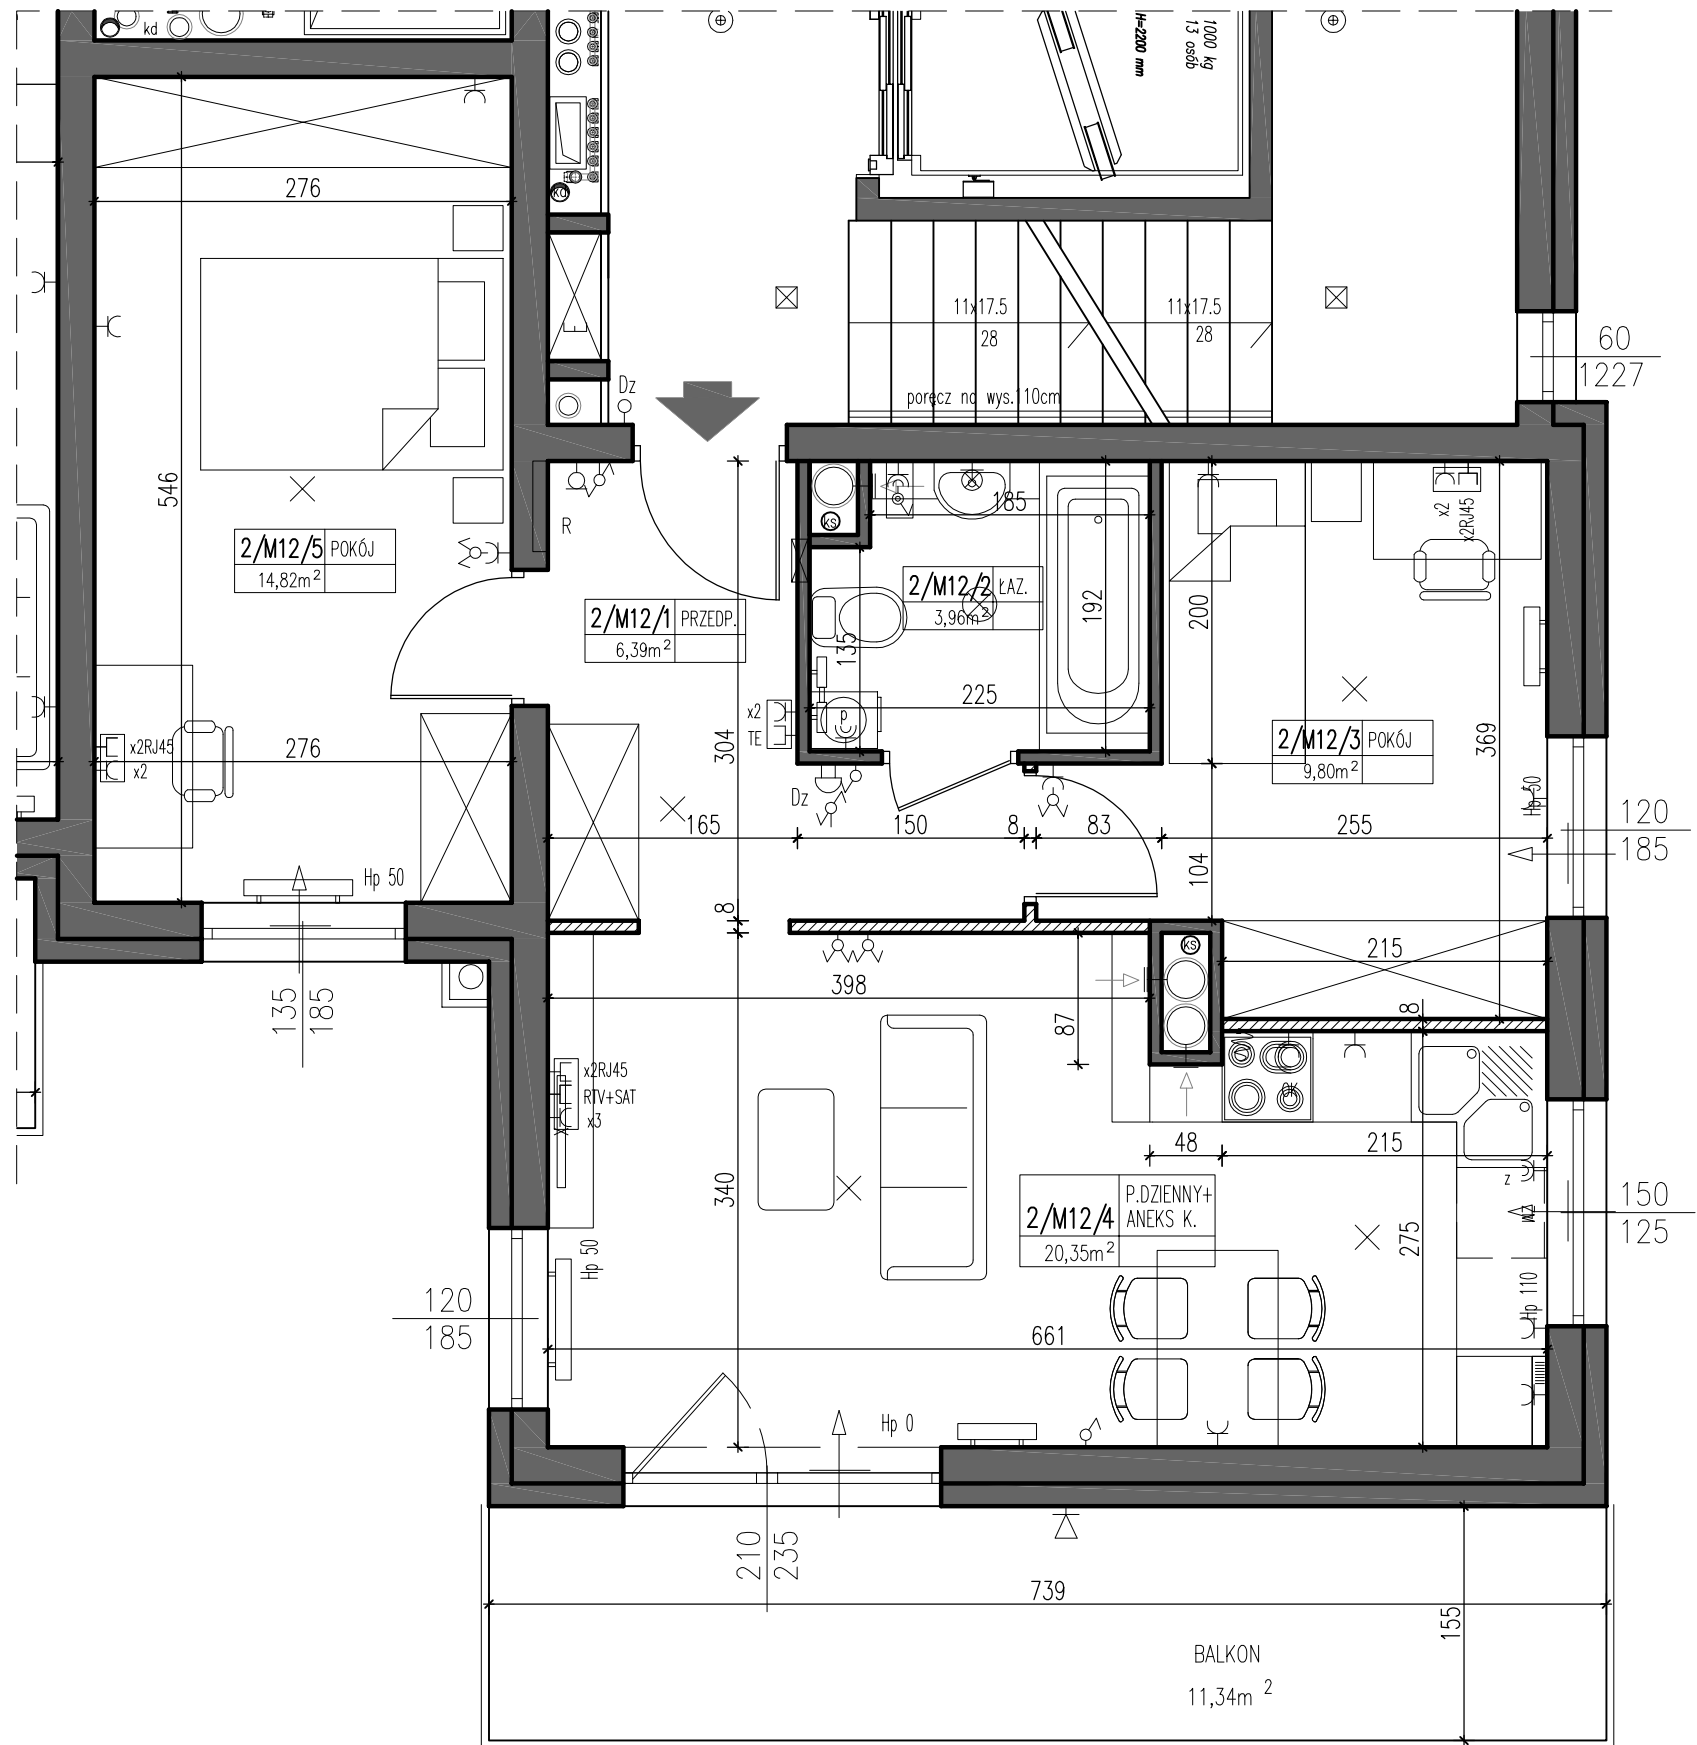 kd
1000 kg
13 osób
H=2200 mm
kd
276
11x17.5
28
11x17.5
28
60
1227
Dz
poręcz na wys.110cm
546
R
ks
185
x2
x2RJ45
2/M12/5 POKÓJ
14,82m²
2/M12/1 PRZEDP.
6,39m²
2/M12/2 ŁAZ.
3,96m²
192
200
135
225
p
x2
TE
304
2/M12/3 POKÓJ
9,80m²
369
x2RJ45
x2
276
Dz
Hp 50
120
185
165
150
8
83
255
104
Hp 50
8
135
185
398
ks
215
87
8
x2RJ45
RTV+SAT
x3
48
215
340
2/M12/4 P.DZIENNY+
ANEKS K.
20,35m²
z
275
150
125
Hp 50
Hp 110
120
185
661
Hp 0
210
235
739
155
BALKON
11,34m²